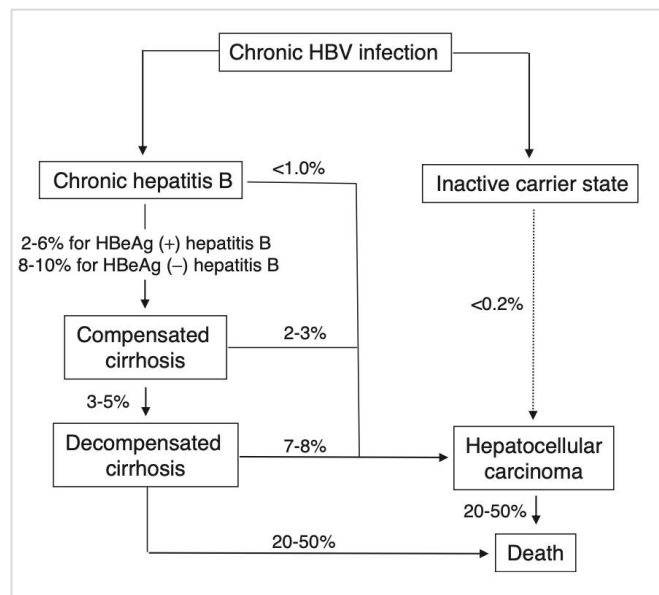 Chronic HBV infection
Chronic hepatitis B
<1.0%
Inactive carrier state
2-6% for HBeAg (+) hepatitis B
8-10% for HBeAg (−) hepatitis B
<0.2%
Compensated
cirrhosis
2-3%
3-5%
Decompensated
cirrhosis
7-8%
Hepatocellular
carcinoma
20-50%
20-50%
Death